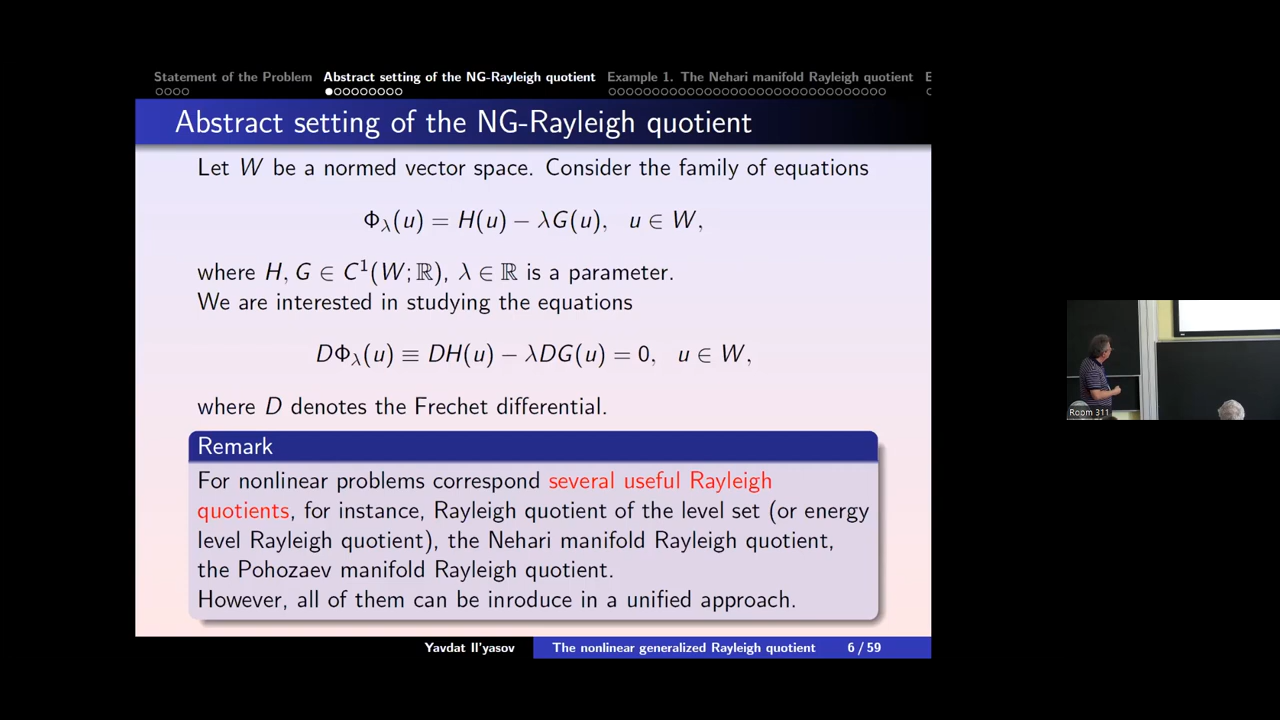 Statement of the Problem Abstract setting of the NG-Rayleigh quotient Example 1. The Nehari manifold Rayleigh quotient E
Abstract setting of the NG-Rayleigh quotient
Let W be a normed vector space. Consider the family of equations
Φλ(u) = H(u) − λG(u), u ∈ W,
where H, G ∈ C¹(W; ℝ), λ ∈ ℝ is a parameter.
We are interested in studying the equations
DΦλ(u) ≡ DH(u) − λDG(u) = 0, u ∈ W,
where D denotes the Frechet differential.
Remark
For nonlinear problems correspond several useful Rayleigh
quotients, for instance, Rayleigh quotient of the level set (or energy
level Rayleigh quotient), the Nehari manifold Rayleigh quotient,
the Pohozaev manifold Rayleigh quotient.
However, all of them can be inroduce in a unified approach.
Yavdat Il'yasov The nonlinear generalized Rayleigh quotient 6 / 59
Room 311